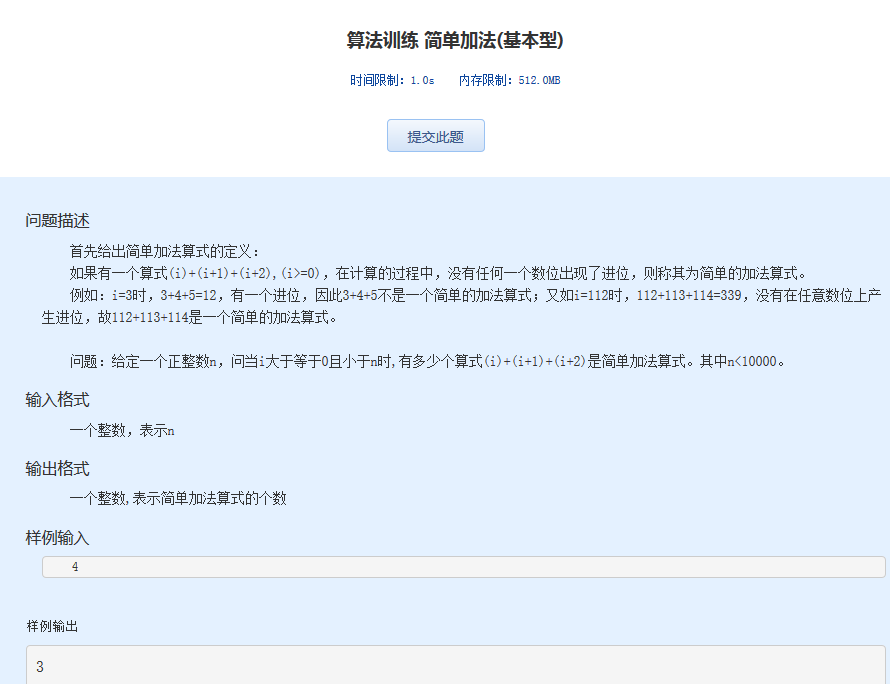 算法训练 简单加法(基本型)
时间限制：1.0s 内存限制：512.0MB
提交此题
问题描述
首先给出简单加法算式的定义：
如果有一个算式(i)+(i+1)+(i+2),(i>=0)，在计算的过程中，没有任何一个数位出现了进位，则称其为简单的加法算式。
例如：i=3时，3+4+5=12，有一个进位，因此3+4+5不是一个简单的加法算式；又如i=112时，112+113+114=339，没有在任意数位上产
生进位，故112+113+114是一个简单的加法算式。
问题：给定一个正整数n，问当i大于等于0且小于n时,有多少个算式(i)+(i+1)+(i+2)是简单加法算式。其中n<10000。
输入格式
一个整数，表示n
输出格式
一个整数,表示简单加法算式的个数
样例输入
4
样例输出
3